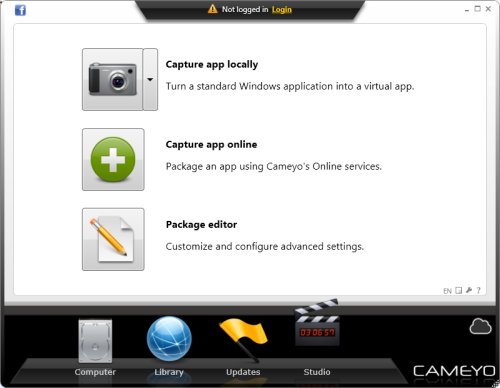 Not logged in Login
Capture app locally
Turn a standard Windows application into a virtual app.
Capture app online
Package an app using Cameyo's Online services.
Package editor
Customize and configure advanced settings.
EN ?
03:06:57
Computer Library Updates Studio
CAMEYO